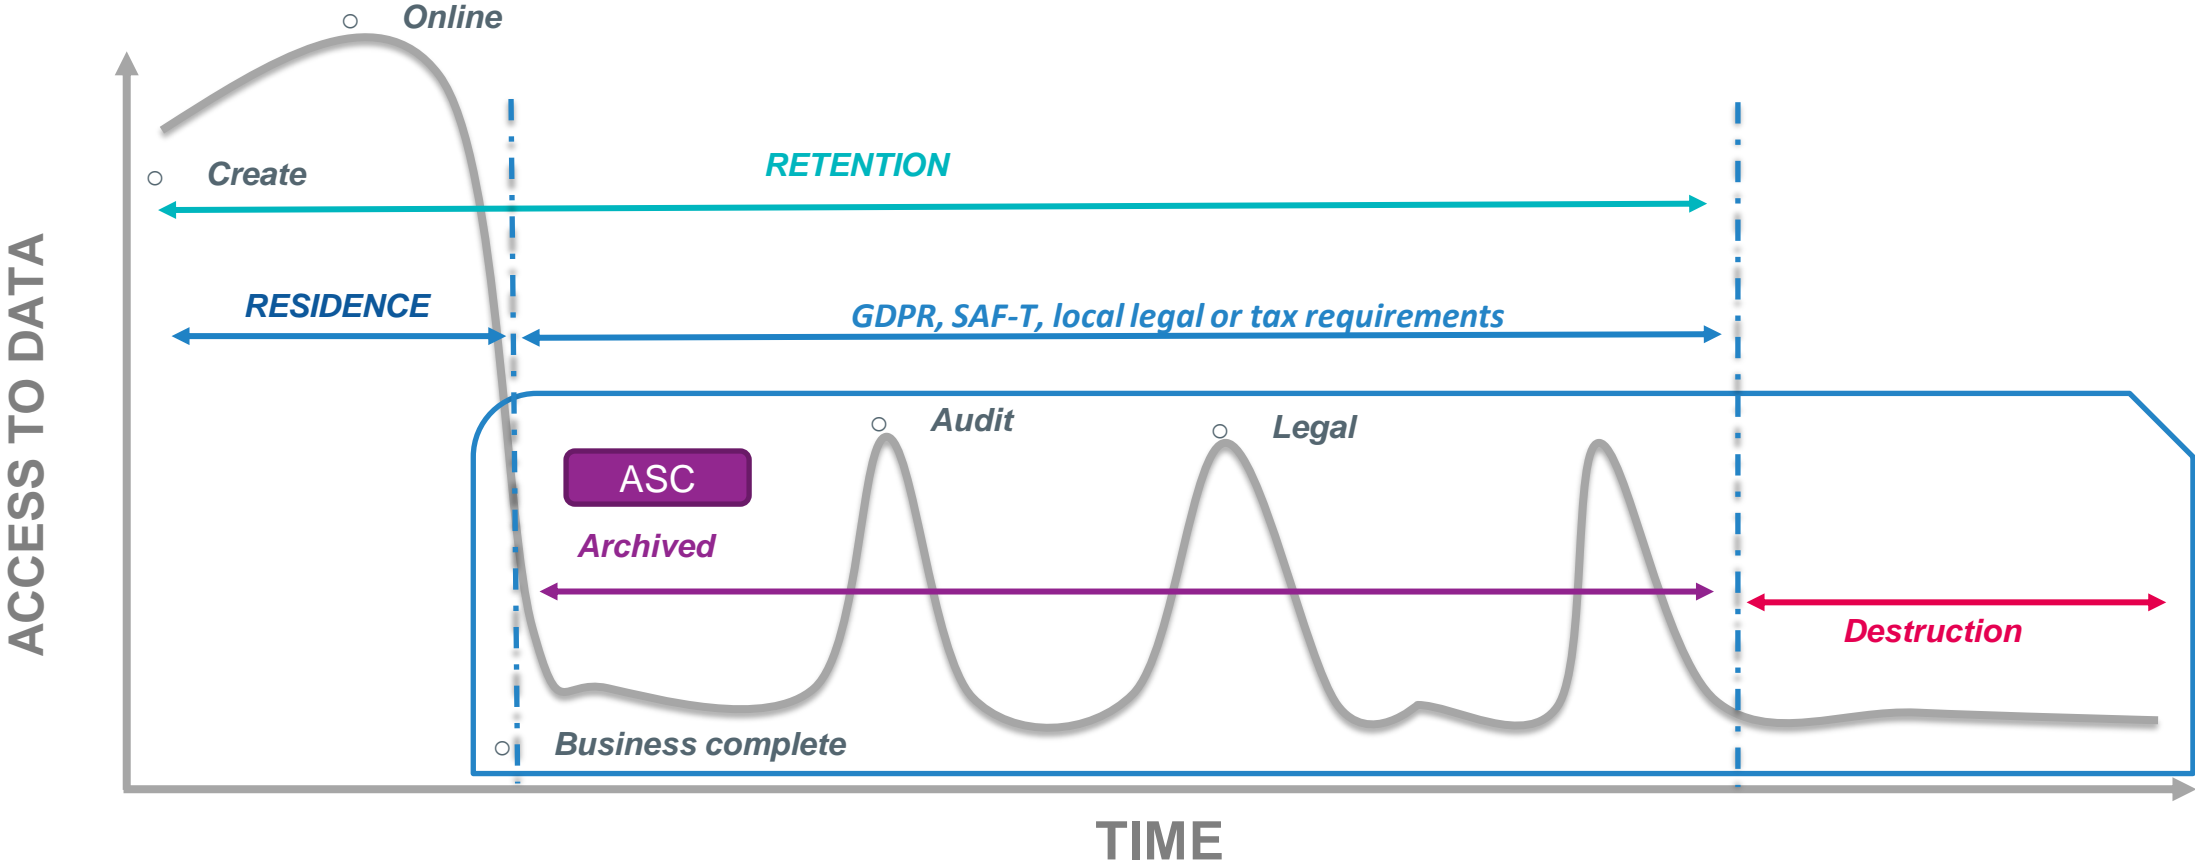 Online
Create
RETENTION
RESIDENCE
GDPR, SAF-T, local legal or tax requirements
Audit
Legal
ASC
Archived
Destruction
Business complete
ACCESS TO DATA
TIME